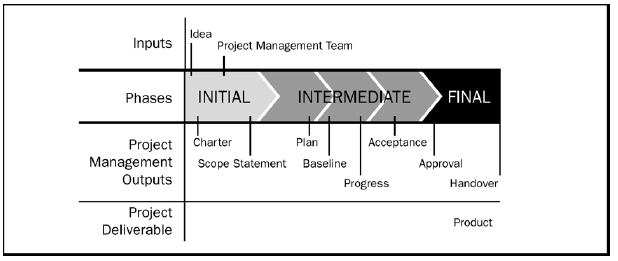 Inputs
Idea
Project Management Team
Phases
INITIAL
INTERMEDIATE
FINAL
Project
Management
Outputs
Charter
Plan
Acceptance
Scope Statement
Baseline
Approval
Progress
Handover
Project
Deliverable
Product